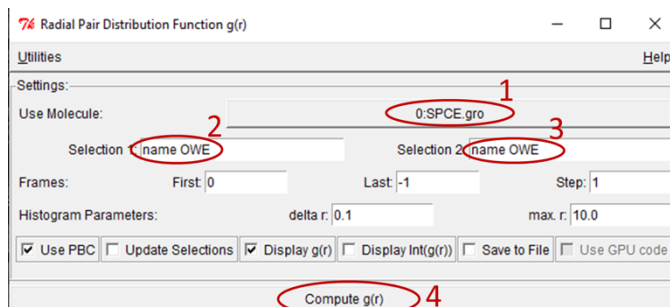 7% Radial Pair Distribution Function g(r)
Utilities Help
Settings:
1
Use Molecule: 0:SPCE.gro
2 3
Selection 1: name OWE Selection 2: name OWE
Frames: First: 0 Last: -1 Step: 1
Histogram Parameters: delta r: 0.1 max. r: 10.0
Use PBC Update Selections Display g(r) Display Int(g(r)) Save to File Use GPU code
Compute g(r) 4